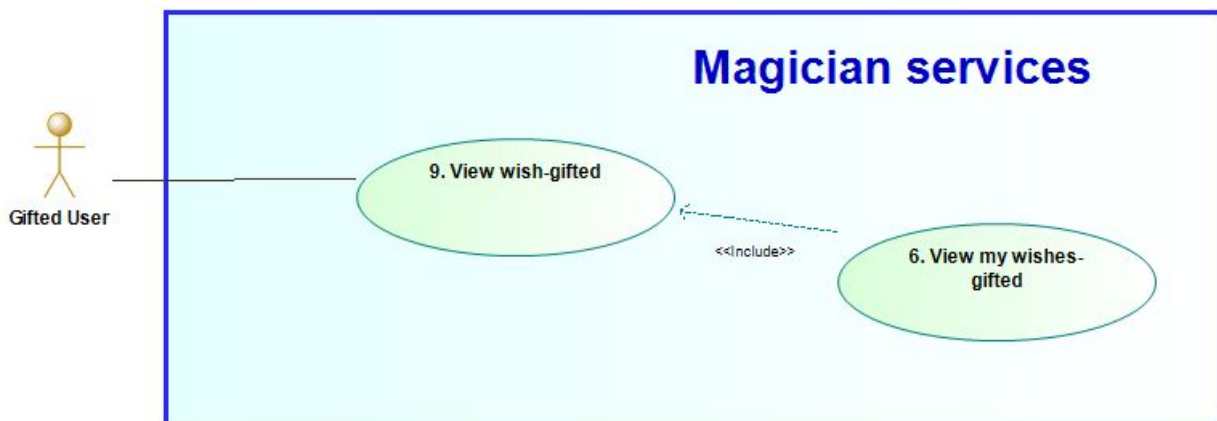 Magician services
9. View wish-gifted
Gifted User
<<Include>>
6. View my wishes-
gifted